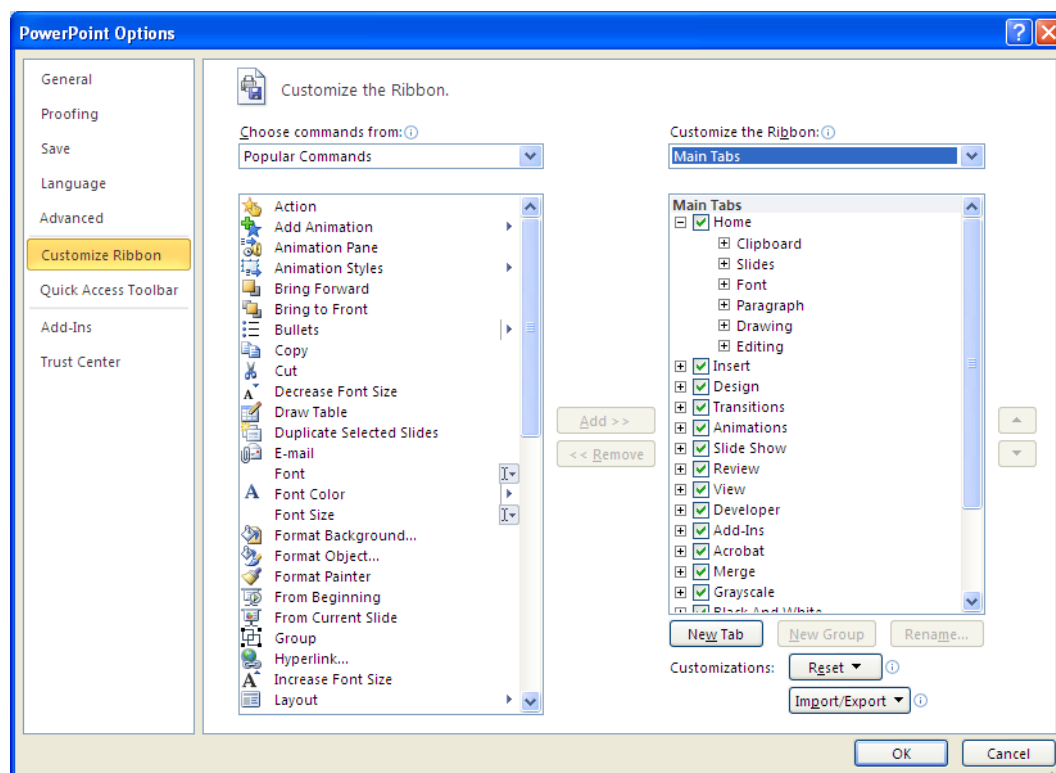 PowerPoint Options
General
Proofing
Save
Language
Advanced
Customize Ribbon
Quick Access Toolbar
Add-Ins
Trust Center
Customize the Ribbon.
Choose commands from:
Popular Commands
Action
Add Animation
Animation Pane
Animation Styles
Bring Forward
Bring to Front
Bullets
Copy
Cut
Decrease Font Size
Draw Table
Duplicate Selected Slides
E-mail
Font
Font Color
Font Size
Format Background...
Format Object...
Format Painter
From Beginning
From Current Slide
Group
Hyperlink...
Increase Font Size
Layout
Add >>
<< Remove
Customize the Ribbon:
Main Tabs
Main Tabs
Home
Clipboard
Slides
Font
Paragraph
Drawing
Editing
Insert
Design
Transitions
Animations
Slide Show
Review
View
Developer
Add-Ins
Acrobat
Merge
Grayscale
Black And White
New Tab
New Group
Rename...
Customizations:
Reset
Import/Export
OK
Cancel